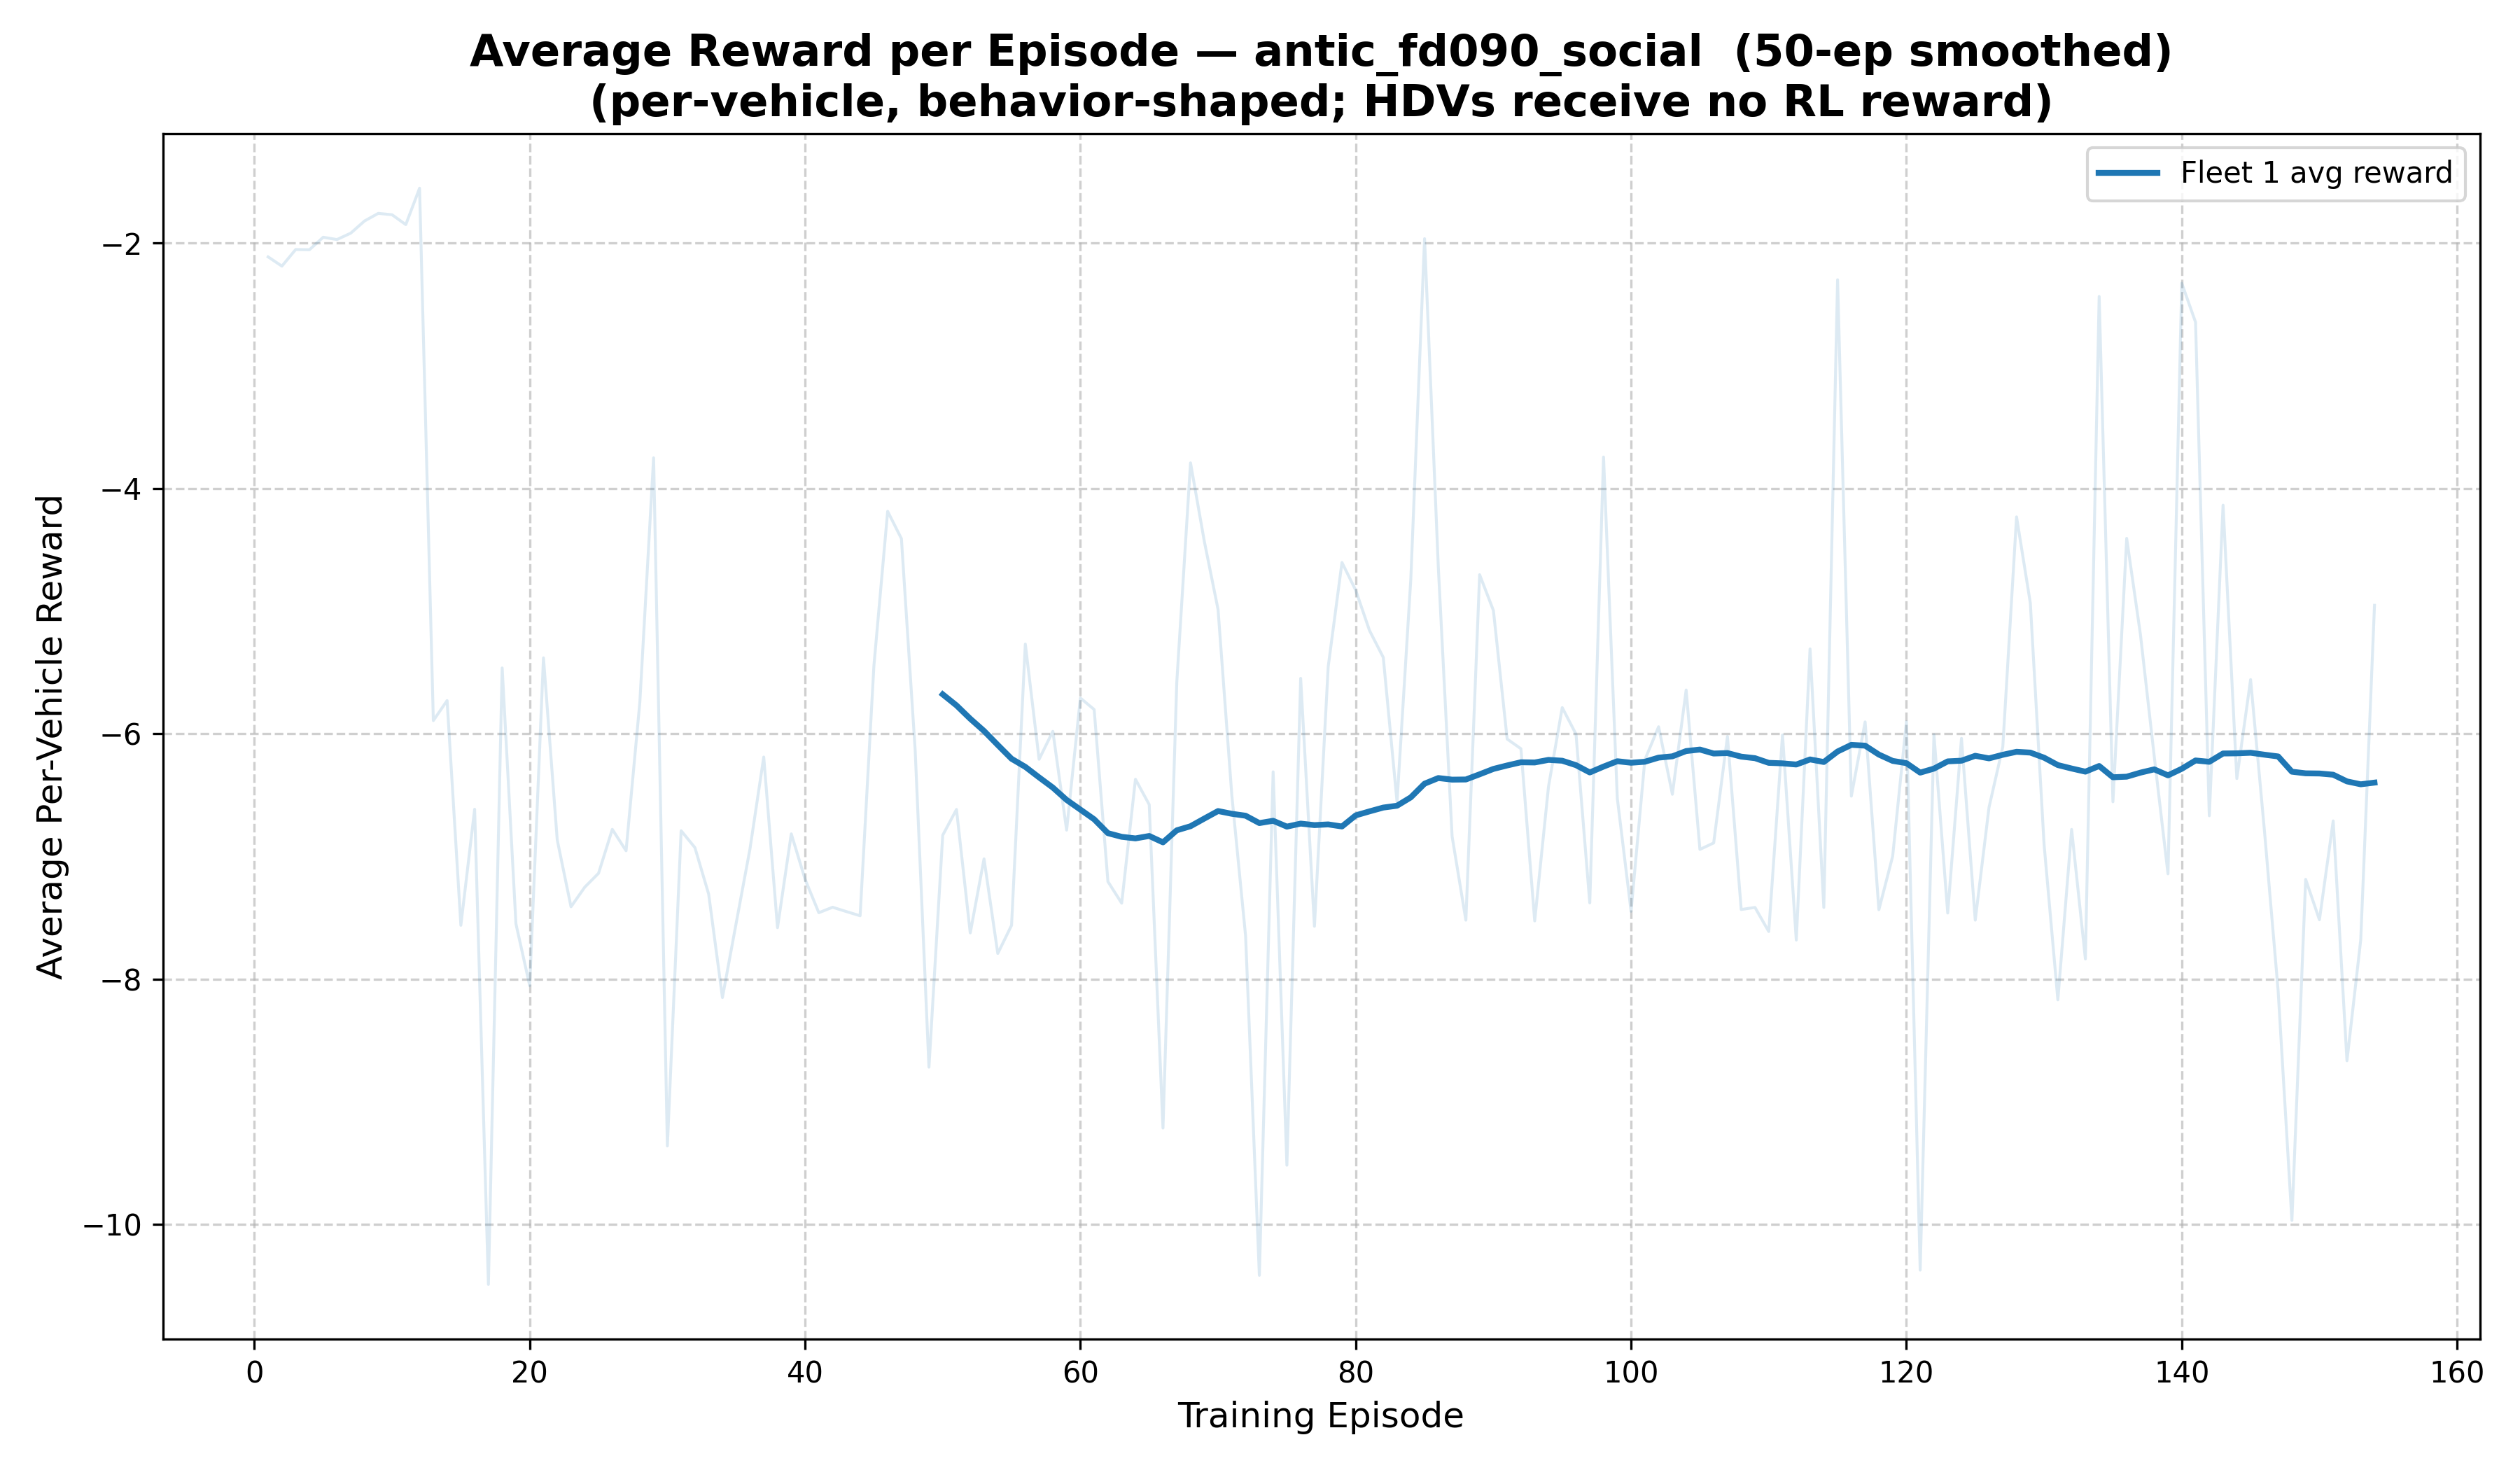 Average Reward per Episode — antic_fd090_social  (50-ep smoothed)
(per-vehicle, behavior-shaped; HDVs receive no RL reward)
Fleet 1 avg reward
Average Per-Vehicle Reward
−2
−4
−6
−8
−10
0 20 40 60 80 100 120 140 160
Training Episode